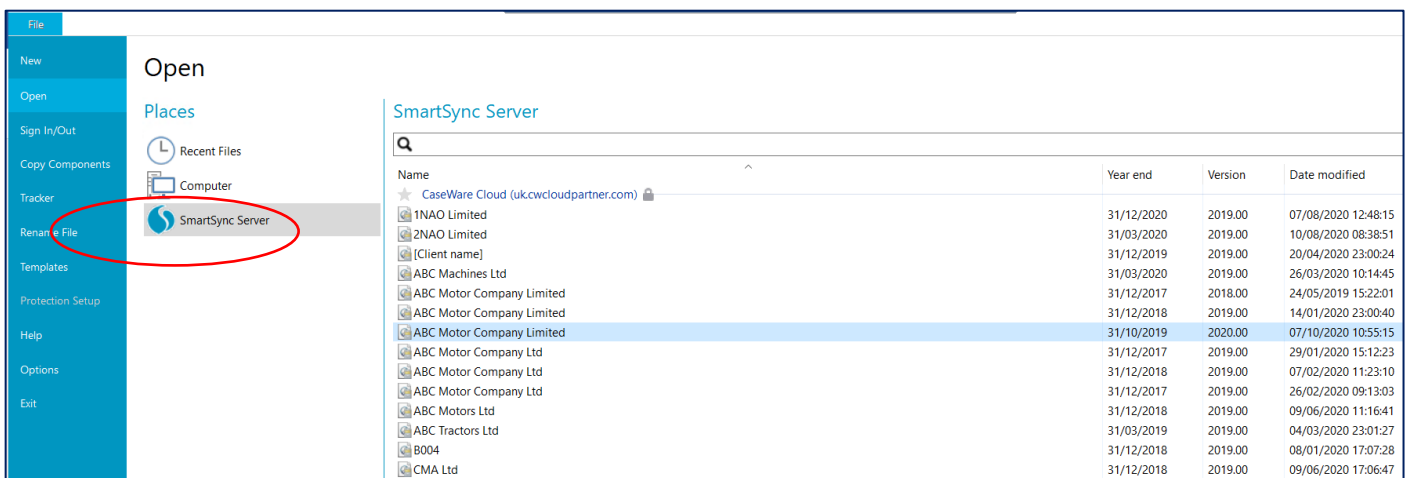 File
New
Open
Sign In/Out
Copy Components
Tracker
Rename File
Templates
Protection Setup
Help
Options
Exit
Open
Places
Recent Files
Computer
SmartSync Server
SmartSync Server
Name Year end Version Date modified
CaseWare Cloud (uk.cwcloudpartner.com)
1NAO Limited 31/12/2020 2019.00 07/08/2020 12:48:15
2NAO Limited 31/03/2020 2019.00 10/08/2020 08:38:51
[Client name] 31/12/2019 2019.00 20/04/2020 23:00:24
ABC Machines Ltd 31/03/2020 2019.00 26/03/2020 10:14:45
ABC Motor Company Limited 31/12/2017 2018.00 24/05/2019 15:22:01
ABC Motor Company Limited 31/12/2018 2019.00 14/01/2020 23:00:40
ABC Motor Company Limited 31/10/2019 2020.00 07/10/2020 10:55:15
ABC Motor Company Ltd 31/12/2017 2019.00 29/01/2020 15:12:23
ABC Motor Company Ltd 31/12/2018 2019.00 07/02/2020 11:23:10
ABC Motor Company Ltd 31/12/2017 2019.00 26/02/2020 09:13:03
ABC Motors Ltd 31/12/2018 2019.00 09/06/2020 11:16:41
ABC Tractors Ltd 31/03/2019 2019.00 04/03/2020 23:01:27
B004 31/12/2018 2019.00 08/01/2020 17:07:28
CMA Ltd 31/12/2018 2019.00 09/06/2020 17:06:47